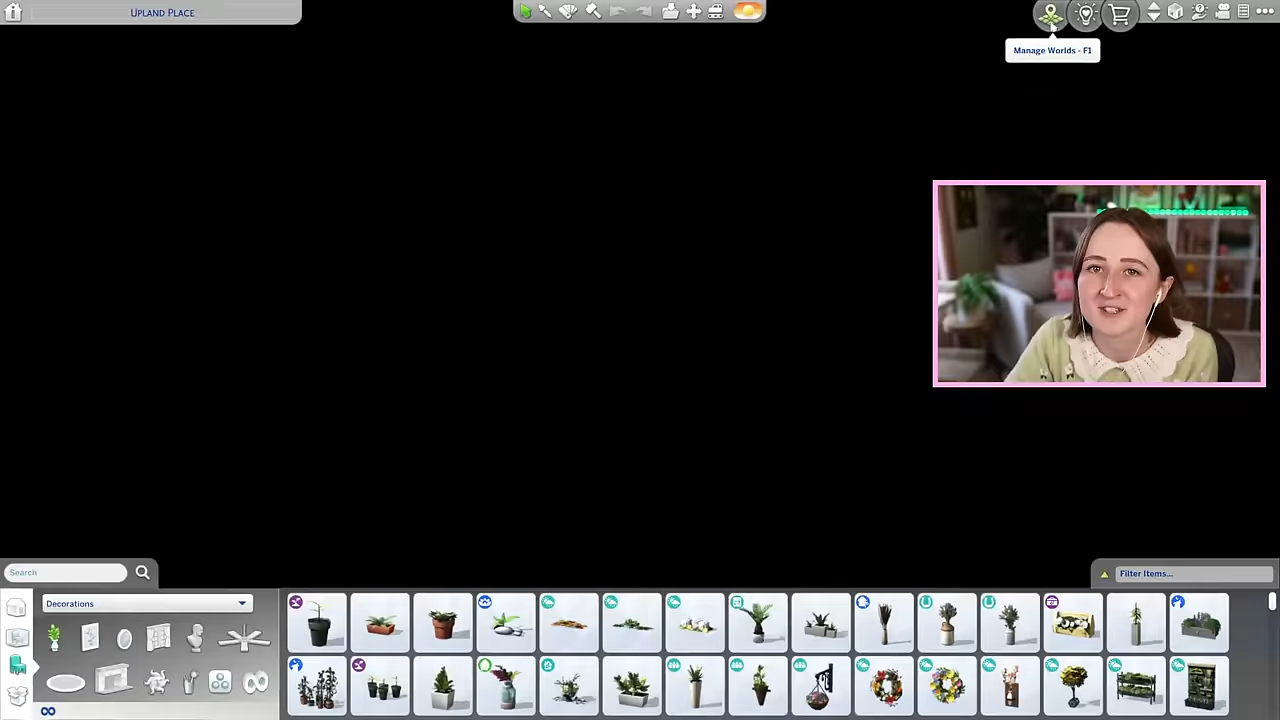 Upland Place
Manage Worlds - F1
Search
Filter Items...
Decorations